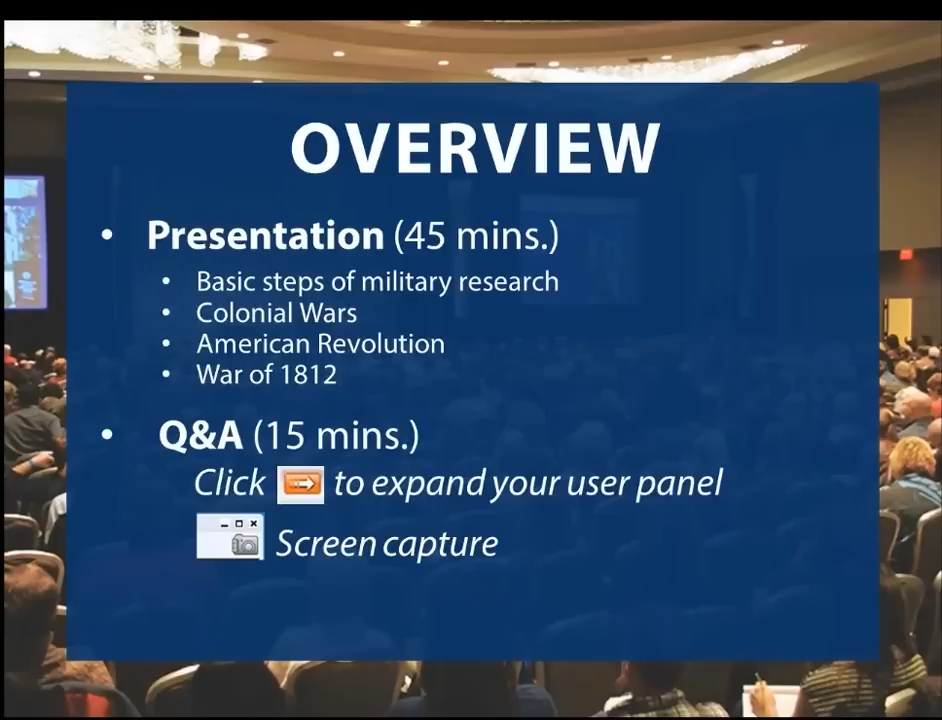 OVERVIEW
• Presentation (45 mins.)
• Basic steps of military research
• Colonial Wars
• American Revolution
• War of 1812
• Q&A (15 mins.)
Click to expand your user panel
Screen capture